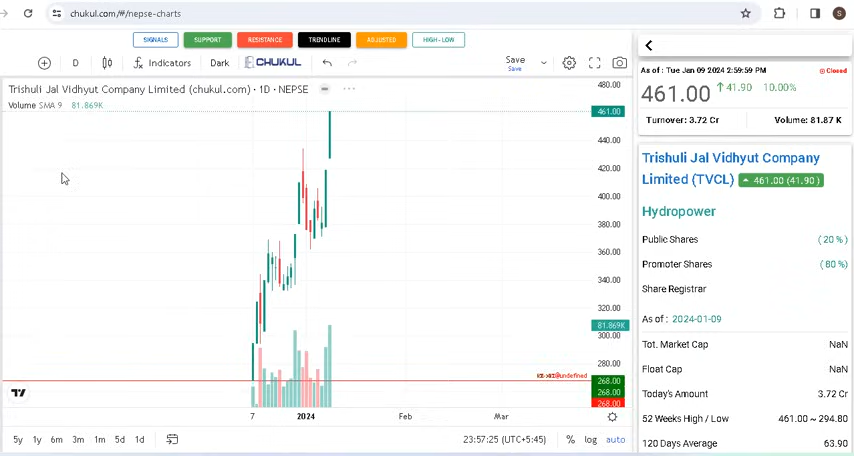 chukul.com/#/nepse-charts
S
SIGNALS
SUPPORT
RESISTANCE
TRENDLINE
ADJUSTED
HIGH-LOW
D
Indicators
Dark
CHUKUL
Save
Save
Trishuli Jal Vidhyut Company Limited (chukul.com) · 1D · NEPSE
Volume SMA 9 81.869K
480.00
461.00
440.00
420.00
400.00
380.00
360.00
340.00
320.00
81.869K
300.00
280.00
268.00
268.00
268.00
7
2024
Feb
Mar
5y 1y 6m 3m 1m 5d 1d
23:57:25 (UTC+5:45)
% log auto
As of : Tue Jan 09 2024 2:59:59 PM
Closed
461.00 41.90 10.00%
Turnover: 3.72 Cr
Volume: 81.87 K
Trishuli Jal Vidhyut Company
Limited (TVCL) 461.00 (41.90 )
Hydropower
Public Shares ( 20 % )
Promoter Shares ( 80% )
Share Registrar
As of : 2024-01-09
Tot. Market Cap NaN
Float Cap NaN
Today's Amount 3.72 Cr
52 Weeks High / Low 461.00 ~ 294.80
120 Days Average 63.90